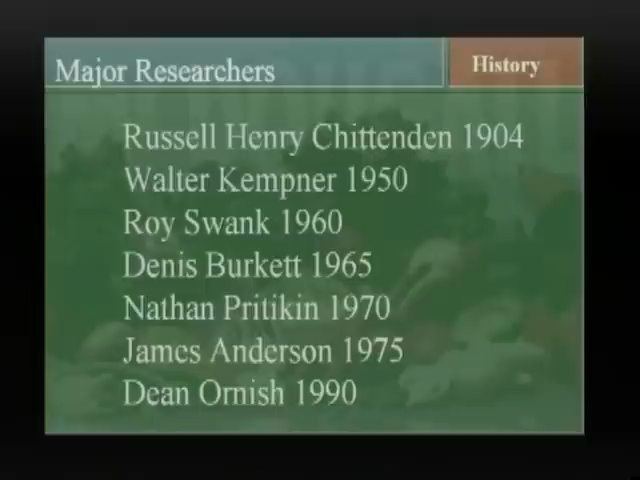 Major Researchers
History
Russell Henry Chittenden 1904
Walter Kempner 1950
Roy Swank 1960
Denis Burkett 1965
Nathan Pritikin 1970
James Anderson 1975
Dean Ornish 1990